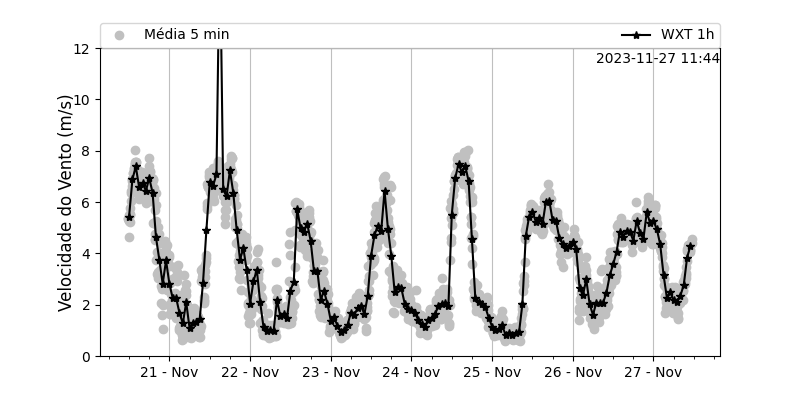 Média 5 min
WXT 1h
2023-11-27 11:44
Velocidade do Vento (m/s)
12
10
8
6
4
2
0
21 - Nov
22 - Nov
23 - Nov
24 - Nov
25 - Nov
26 - Nov
27 - Nov